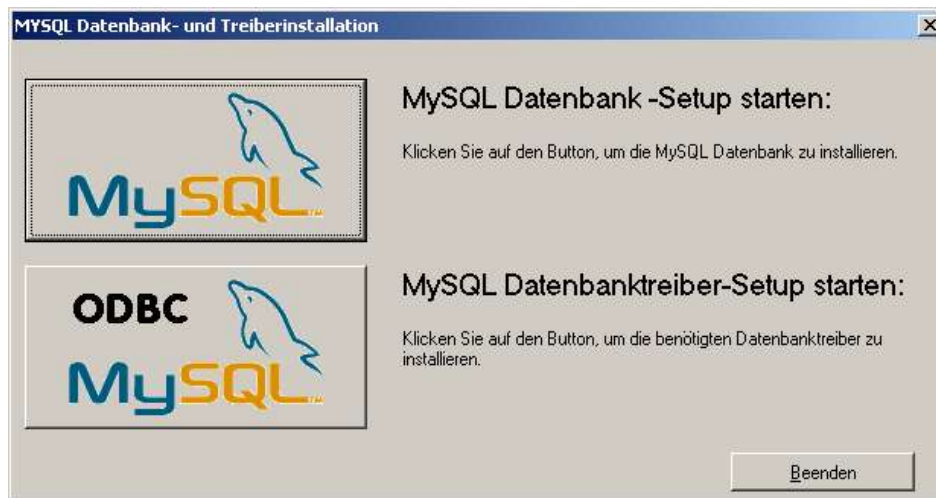 MYSQL Datenbank- und Treiberinstallation
MySQL
MySQL Datenbank -Setup starten:
Klicken Sie auf den Button, um die MySQL Datenbank zu installieren.
ODBC
MySQL
MySQL Datenbanktreiber-Setup starten:
Klicken Sie auf den Button, um die benötigten Datenbanktreiber zu
installieren.
Beenden